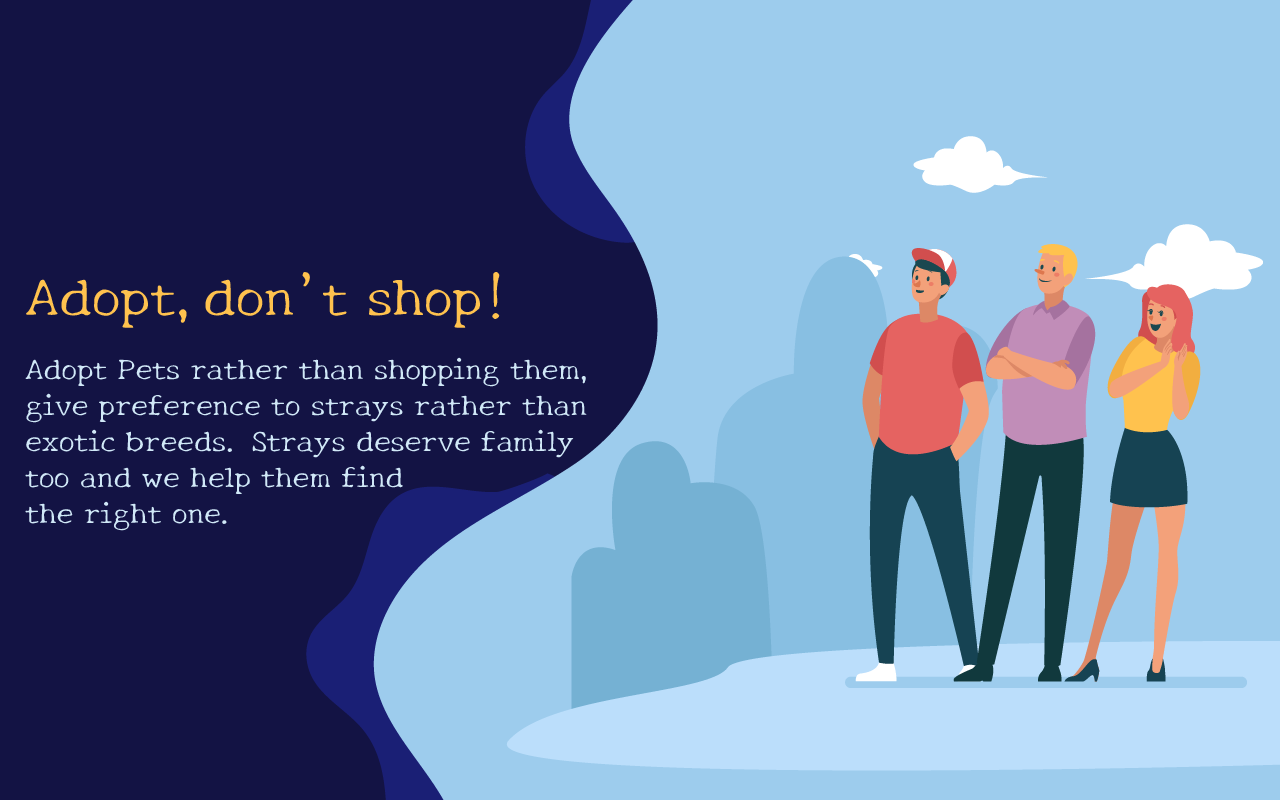 Adopt, don't shop!
Adopt Pets rather than shopping them,
give preference to strays rather than
exotic breeds.  Strays deserve family
too and we help them find
the right one.